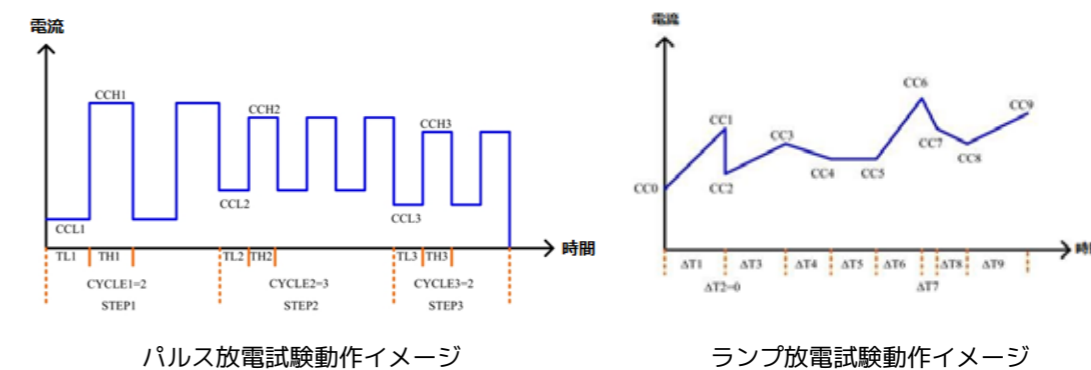 電流
CCH1
CCH2
CCH3
CCL1
CCL2
CCL3
時間
TL1
TH1
TL2
TH2
TL3
TH3
CYCLE1=2
CYCLE2=3
CYCLE3=2
STEP1
STEP2
STEP3
パルス放電試験動作イメージ
電流
CC6
CC1
CC9
CC3
CC7
CC8
CC4
CC5
CC0
CC2
ΔT1
ΔT3
ΔT4
ΔT5
ΔT6
ΔT8
ΔT9
ΔT2=0
ΔT7
ランプ放電試験動作イメージ